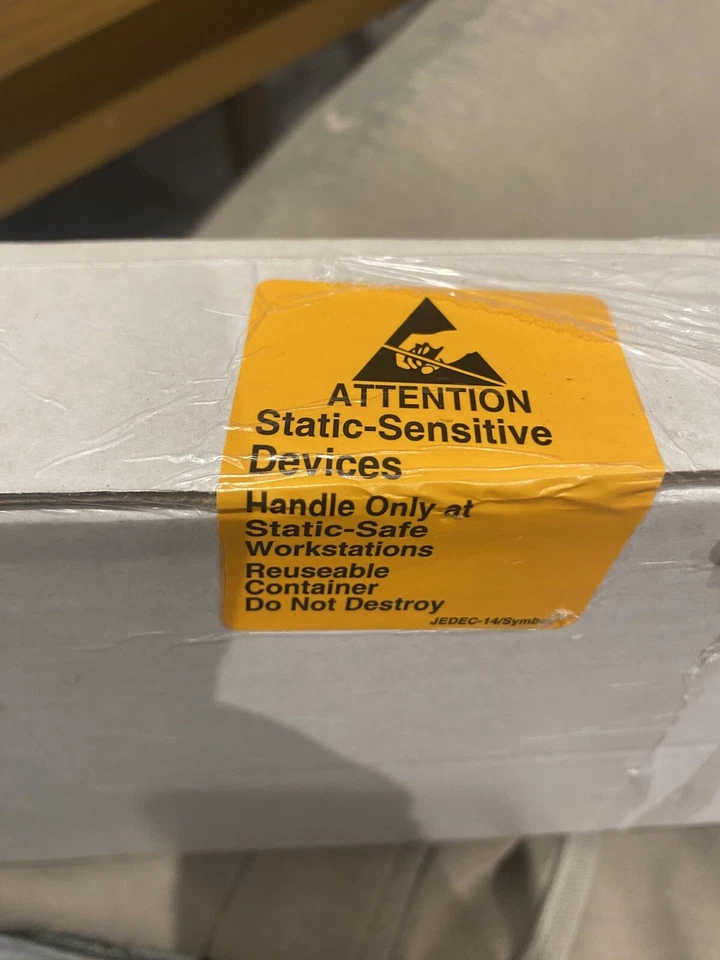 ATTENTION
Static-Sensitive
Devices
Handle Only at
Static-Safe
Workstations
Reuseable
Container
Do Not Destroy